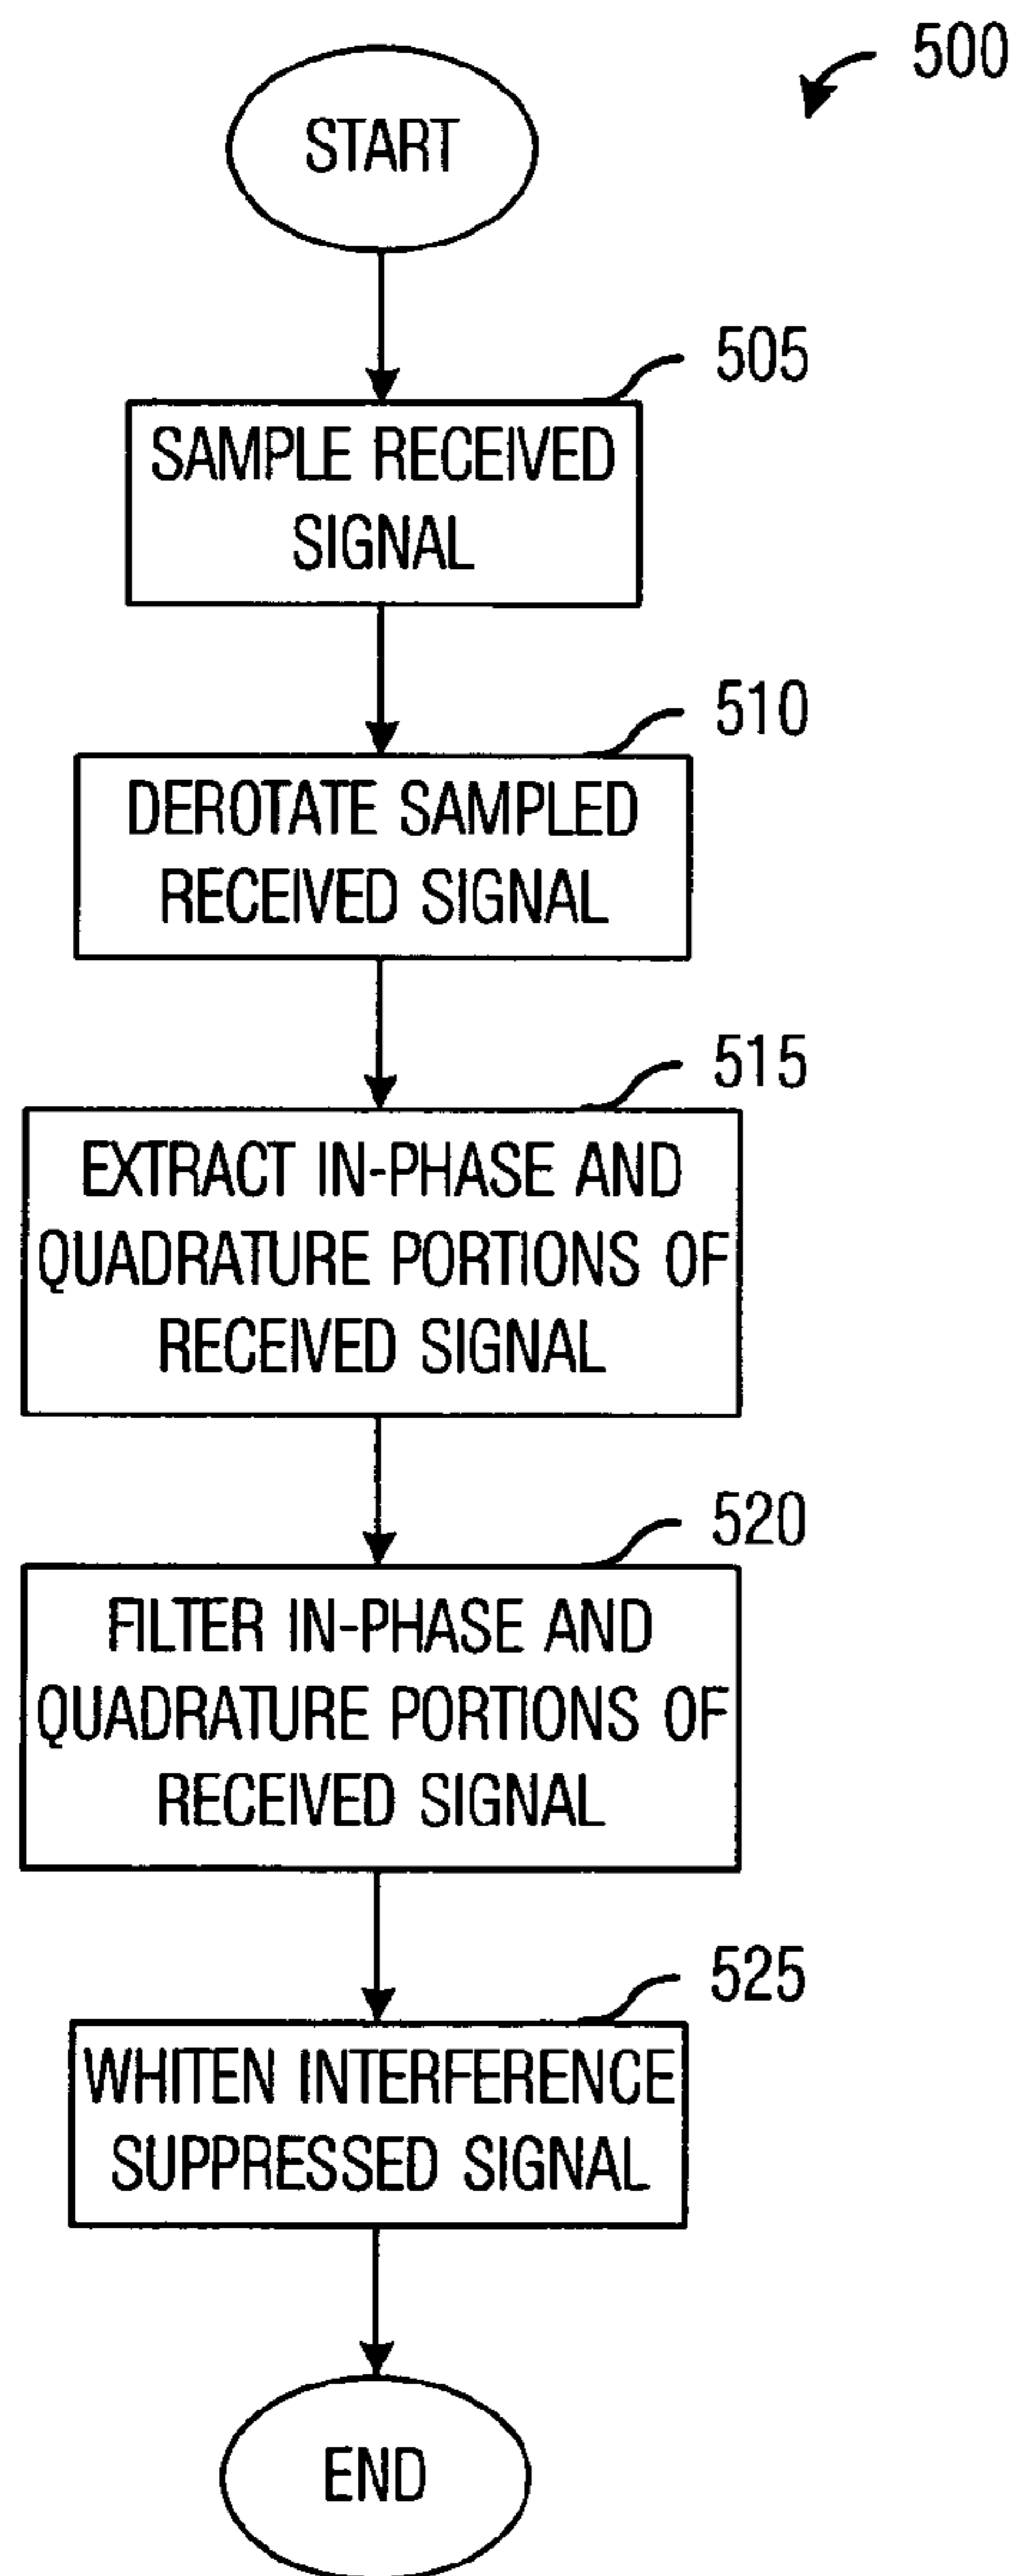 500
START
505
SAMPLE RECEIVED
SIGNAL
510
DEROTATE SAMPLED
RECEIVED SIGNAL
515
EXTRACT IN-PHASE AND
QUADRATURE PORTIONS OF
RECEIVED SIGNAL
520
FILTER IN-PHASE AND
QUADRATURE PORTIONS OF
RECEIVED SIGNAL
525
WHITEN INTERFERENCE
SUPPRESSED SIGNAL
END